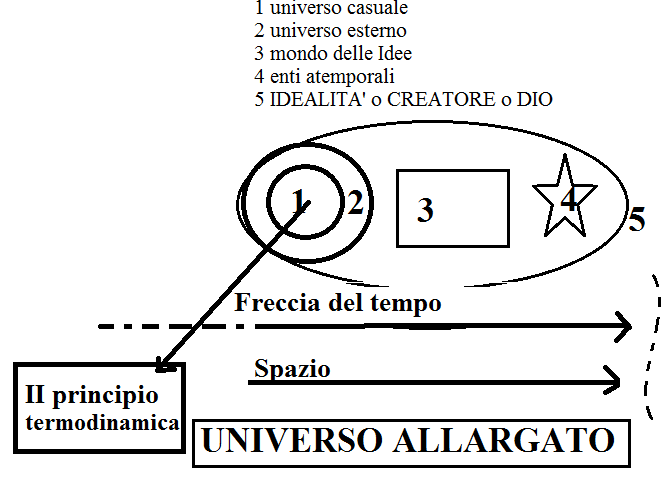 1 universo casuale
2 universo esterno
3 mondo delle Idee
4 enti atemporali
5 IDEALITA' o CREATORE o DIO
1
2
3
4
5
Freccia del tempo
Spazio
II principio
termodinamica
UNIVERSO ALLARGATO